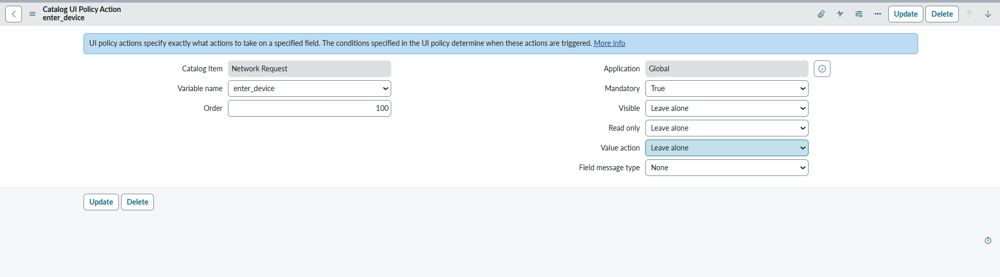 Catalog UI Policy Action
enter_device
Update Delete
UI policy actions specify exactly what actions to take on a specified field. The conditions specified in the UI policy determine when these actions are triggered. More Info
Catalog Item Network Request
Variable name enter_device
Order 100
Application Global
Mandatory True
Visible Leave alone
Read only Leave alone
Value action Leave alone
Field message type None
Update Delete